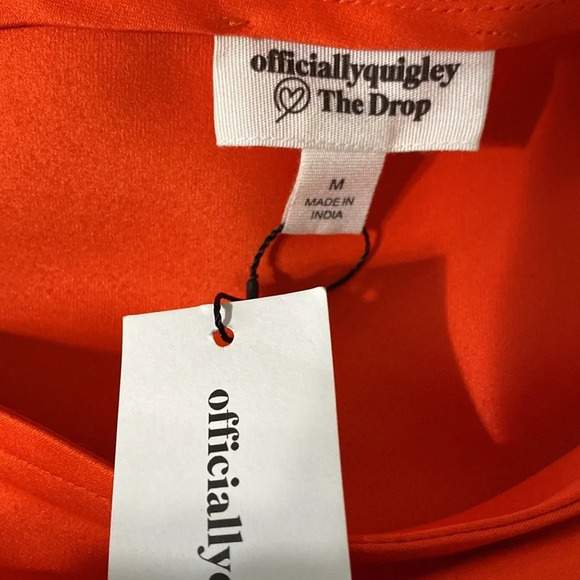 officiallyquigley
The Drop
M
MADE IN
INDIA
officially